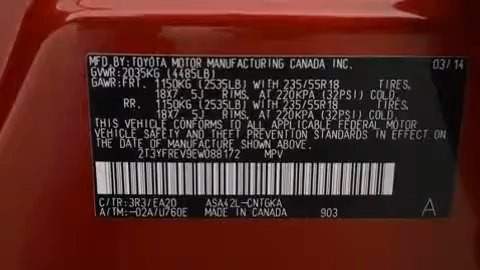 MFD.BY: TOYOTA MOTOR MANUFACTURING CANADA INC. 03/14
GVWR: 2035KG (4485LB)
GAWR: FRT. 1150KG (2535LB) WITH 235/55R18 TIRES,
18X7.5J RIMS, AT 220KPA (32PSI) COLD
RR. 1150KG (2535LB) WITH 235/55R18 TIRES,
18X7.5J RIMS, AT 220KPA (32PSI) COLD
THIS VEHICLE CONFORMS TO ALL APPLICABLE FEDERAL MOTOR
VEHICLE SAFETY AND THEFT PREVENTION STANDARDS IN EFFECT ON
THE DATE OF MANUFACTURE SHOWN ABOVE.
2T3YFREV9EW088172 MPV
C/TR: 3R3/EA20 ASA42L-CNTGKA
A/TM: -02A/U760E MADE IN CANADA 903 A